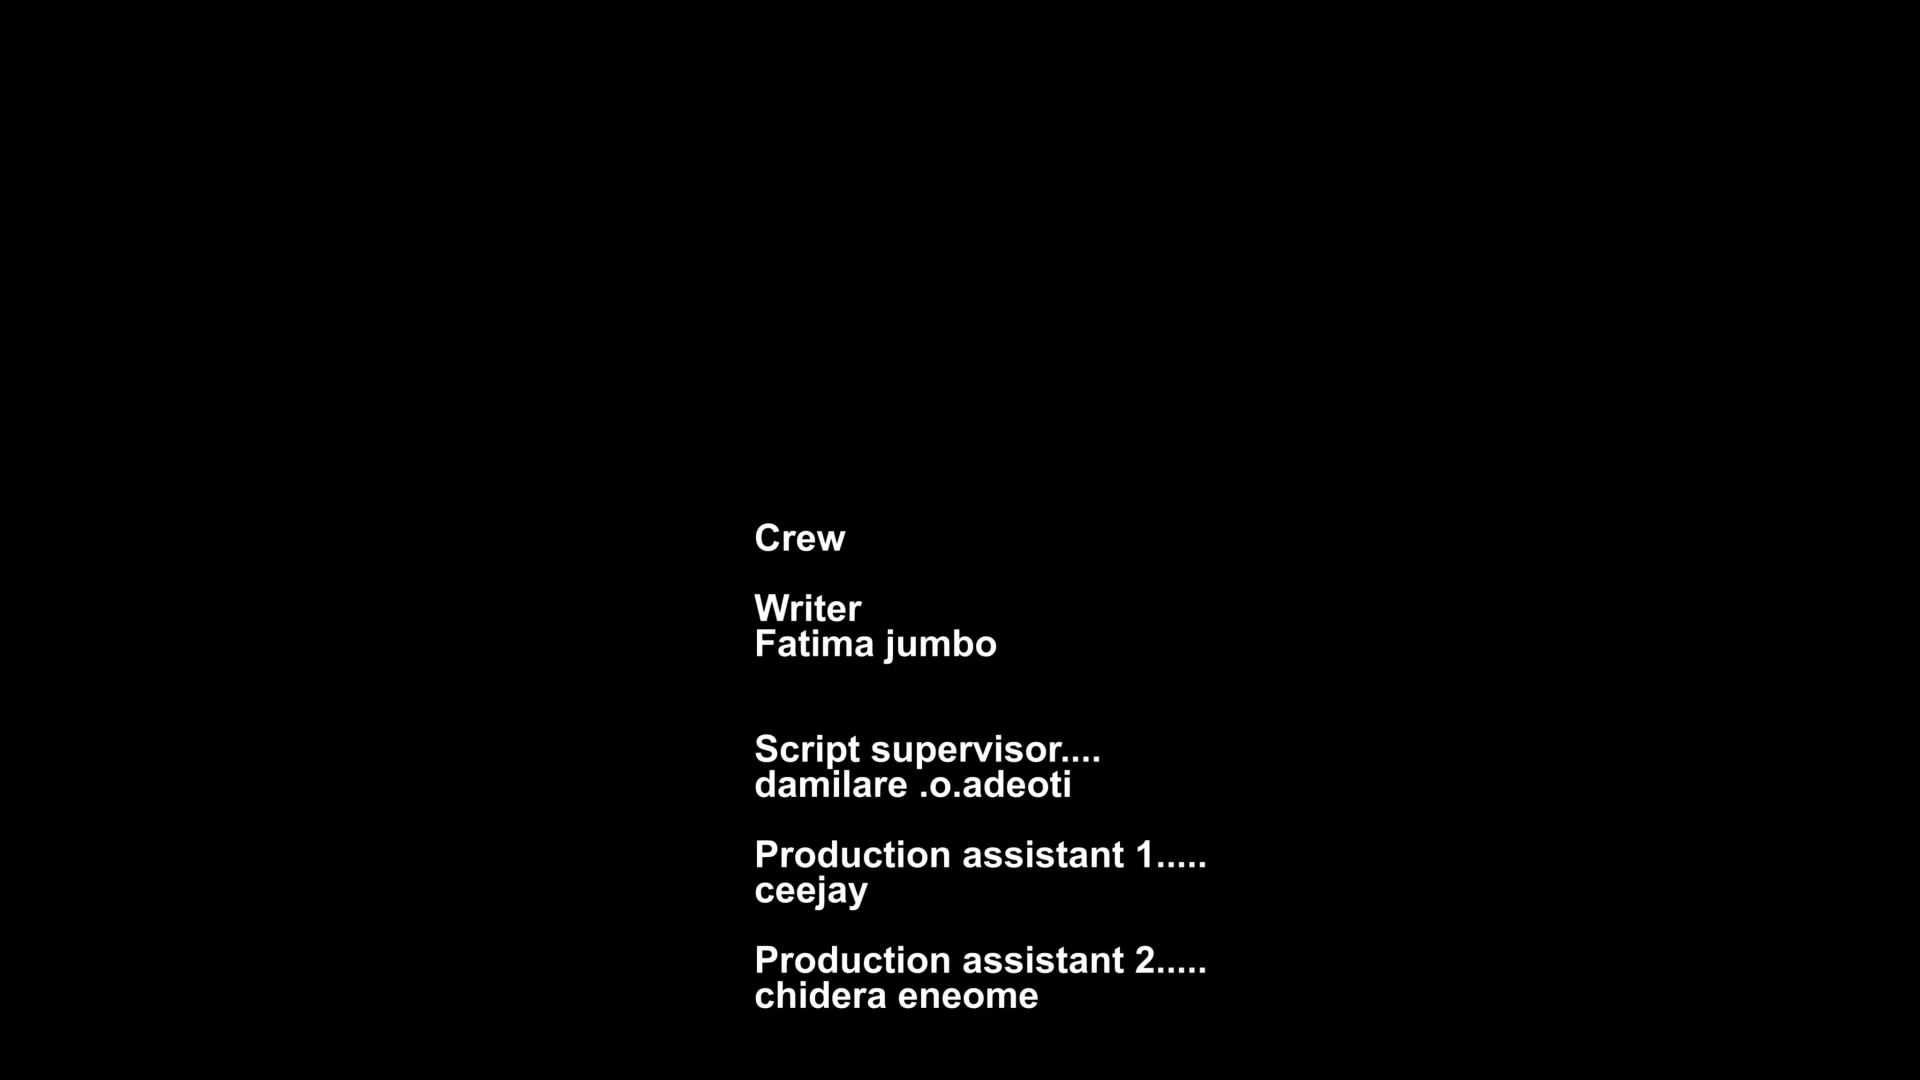 Crew
Writer
Fatima jumbo
Script supervisor....
damilare .o.adeoti
Production assistant 1.....
ceejay
Production assistant 2.....
chidera eneome